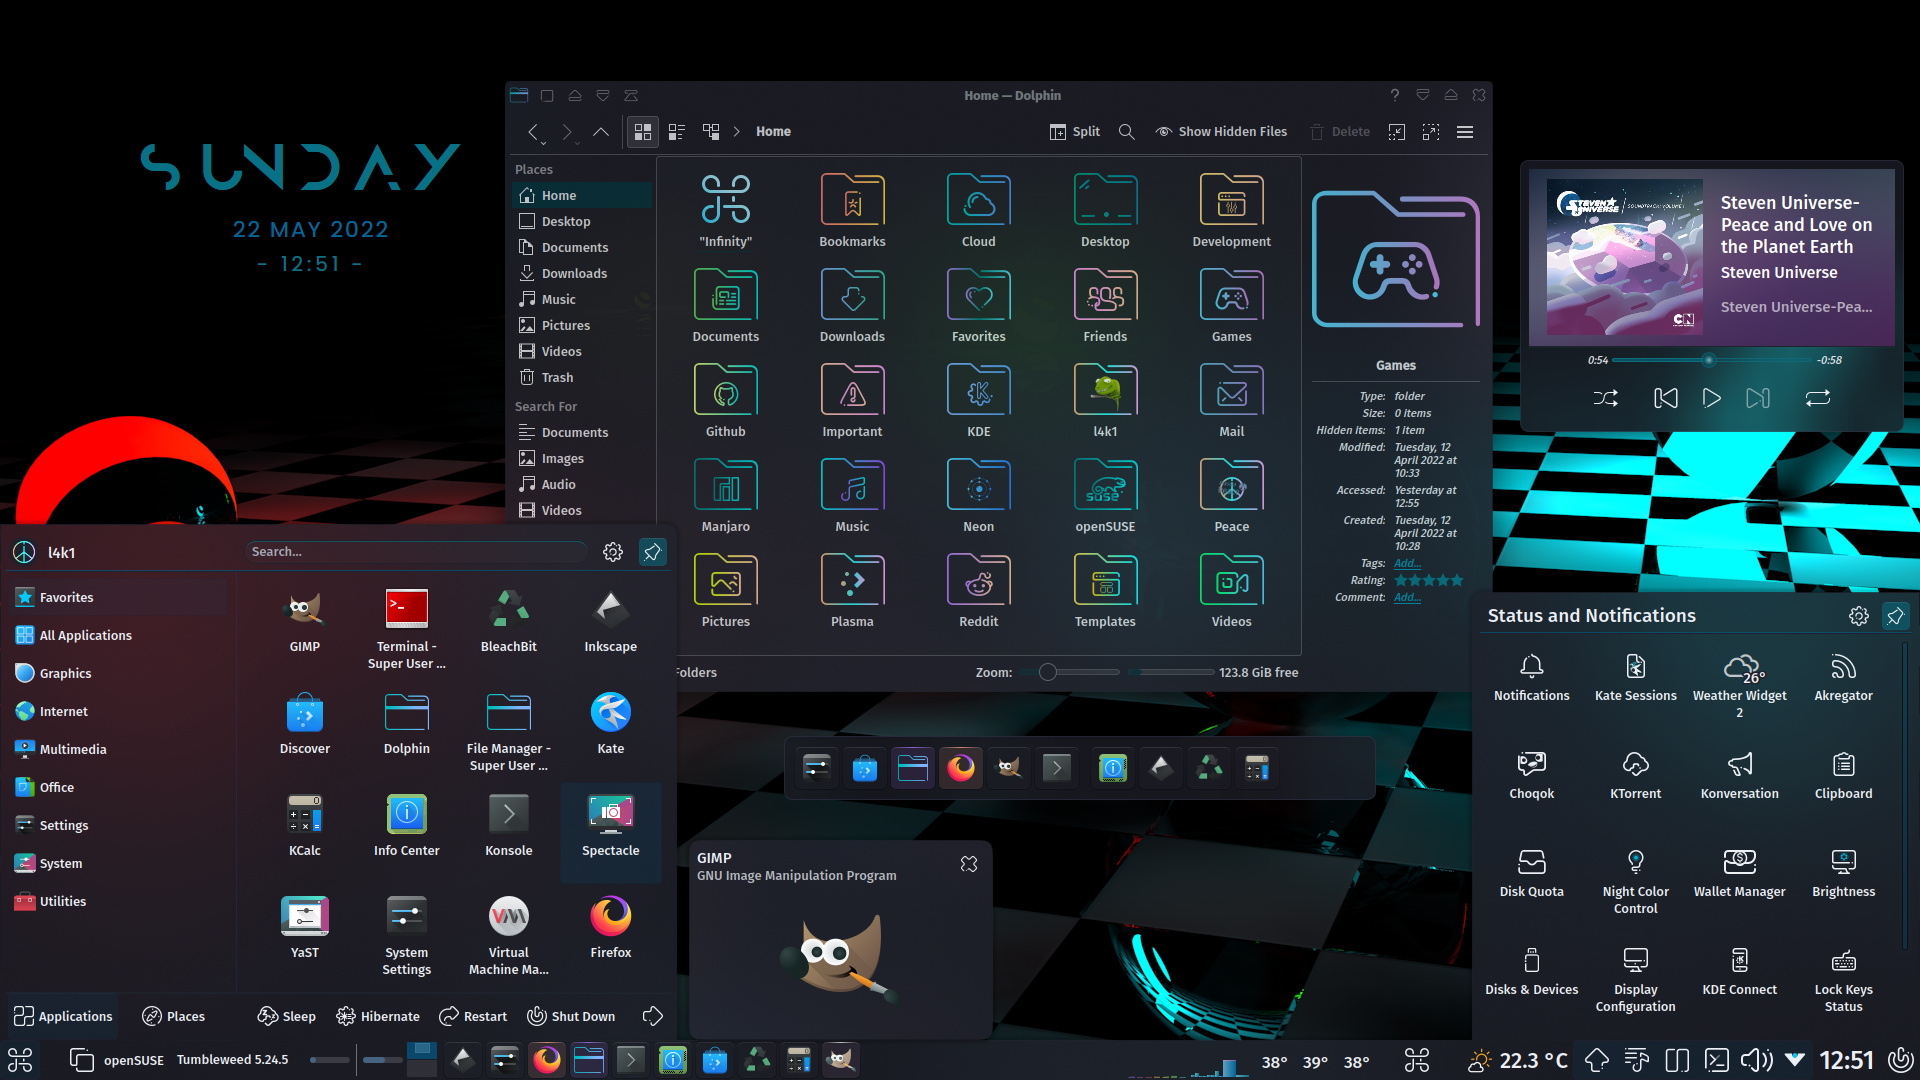 SUNDAY
22 MAY 2022
- 12:51 -
Home — Dolphin
Home
Split
Show Hidden Files
Delete
Places
Home
Desktop
Documents
Downloads
Music
Pictures
Videos
Trash
Search For
Documents
Images
Audio
Videos
"Infinity"
Bookmarks
Cloud
Desktop
Development
Documents
Downloads
Favorites
Friends
Games
Github
Important
KDE
l4k1
Mail
Manjaro
Music
Neon
openSUSE
Peace
Pictures
Plasma
Reddit
Templates
Videos
Folders
Zoom:
123.8 GiB free
Games
Type: folder
Size: 0 items
Hidden items: 1 item
Modified: Tuesday, 12
April 2022 at
10:33
Accessed: Yesterday at
12:55
Created: Tuesday, 12
April 2022 at
10:28
Tags: Add...
Rating:
Comment: Add...
STEVEN UNIVERSE
SOUNDTRACK: VOLUME 1
CN
Steven Universe-
Peace and Love on
the Planet Earth
Steven Universe
Steven Universe-Pea...
0:54
-0:58
l4k1
Search...
Favorites
All Applications
Graphics
Internet
Multimedia
Office
Settings
System
Utilities
GIMP
Terminal -
Super User ...
BleachBit
Inkscape
Discover
Dolphin
File Manager -
Super User ...
Kate
KCalc
Info Center
Konsole
Spectacle
YaST
System
Settings
Virtual
Machine Ma...
Firefox
Applications
Places
Sleep
Hibernate
Restart
Shut Down
GIMP
GNU Image Manipulation Program
Status and Notifications
Notifications
Kate Sessions
26°
Weather Widget
2
Akregator
Choqok
KTorrent
Konversation
Clipboard
Disk Quota
Night Color
Control
Wallet Manager
Brightness
Disks & Devices
Display
Configuration
KDE Connect
Lock Keys
Status
openSUSE
Tumbleweed 5.24.5
38°
39°
38°
22.3 °C
12:51